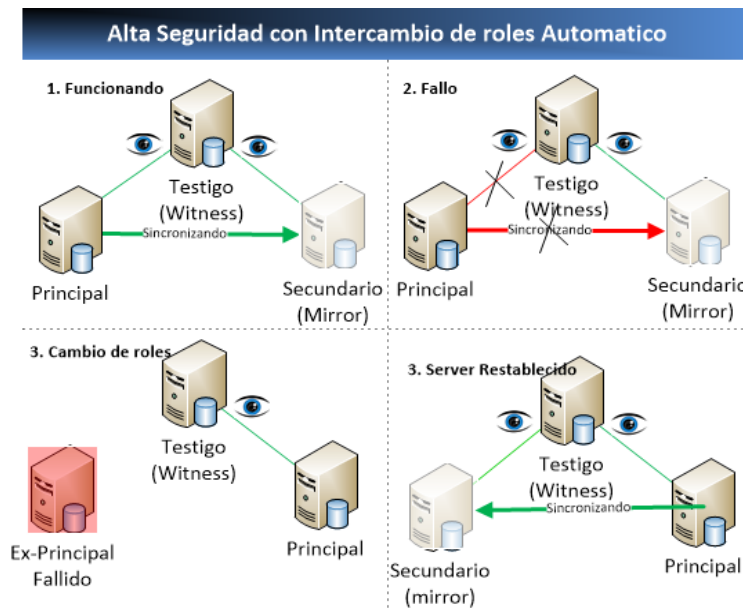 Alta Seguridad con Intercambio de roles Automatico
1. Funcionando
Testigo
(Witness)
Sincronizando
Principal
Secundario
(Mirror)
2. Fallo
Testigo
(Witness)
Sincronizando
Principal
Secundario
(Mirror)
3. Cambio de roles
Testigo
(Witness)
Ex-Principal
Fallido
Principal
3. Server Restablecido
Testigo
(Witness)
Sincronizando
Secundario
(mirror)
Principal